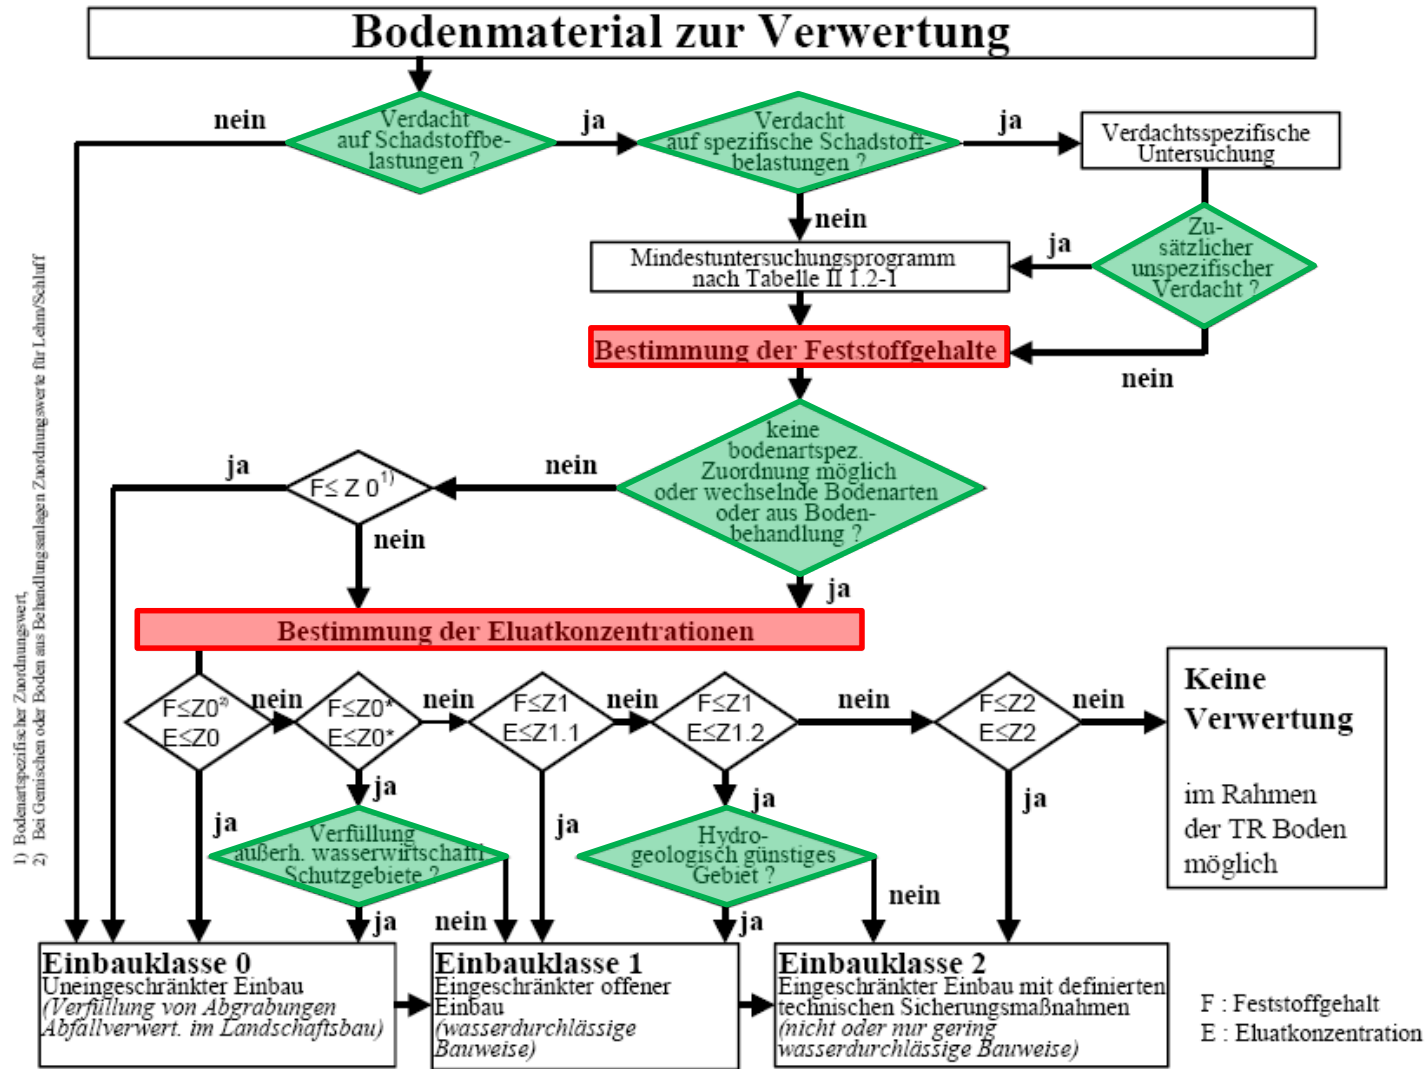 Bodenmaterial zur Verwertung
nein
Verdacht
auf Schadstoffbe-
lastungen ?
ja
Verdacht
auf spezifische Schadstoff-
belastungen ?
ja
Verdachtsspezifische
Untersuchung
nein
Zu-
sätzlicher
unspezifischer
Verdacht ?
ja
Mindestuntersuchungsprogramm
nach Tabelle II 1.2-1
nein
Bestimmung der Feststoffgehalte
keine
bodenartspez.
Zuordnung möglich
oder wechselnde Bodenarten
oder aus Boden-
behandlung ?
nein
ja
F≤ Z 0¹⁾
nein
ja
Bestimmung der Eluatkonzentrationen
F≤Z0²⁾
E≤Z0
nein
F≤Z0*
E≤Z0*
nein
F≤Z1
E≤Z1.1
nein
F≤Z1
E≤Z1.2
nein
F≤Z2
E≤Z2
nein
Keine
Verwertung
im Rahmen
der TR Boden
möglich
ja
ja
ja
ja
ja
Verfüllung
außerh. wasserwirtschaftl
Schutzgebiete ?
Hydro-
geologisch günstiges
Gebiet ?
ja
nein
ja
nein
Einbauklasse 0
Uneingeschränkter Einbau
(Verfüllung von Abgrabungen
Abfallverwert. im Landschaftsbau)
Einbauklasse 1
Eingeschränkter offener
Einbau
(wasserdurchlässige
Bauweise)
Einbauklasse 2
Eingeschränkter Einbau mit definierten
technischen Sicherungsmaßnahmen
(nicht oder nur gering
wasserdurchlässige Bauweise)
F : Feststoffgehalt
E : Eluatkonzentration
1) Bodenartspezifischer Zuordnungswert,
2) Bei Gemischen oder Boden aus Behandlungsanlagen Zuordnungswerte für Lehm/Schluff